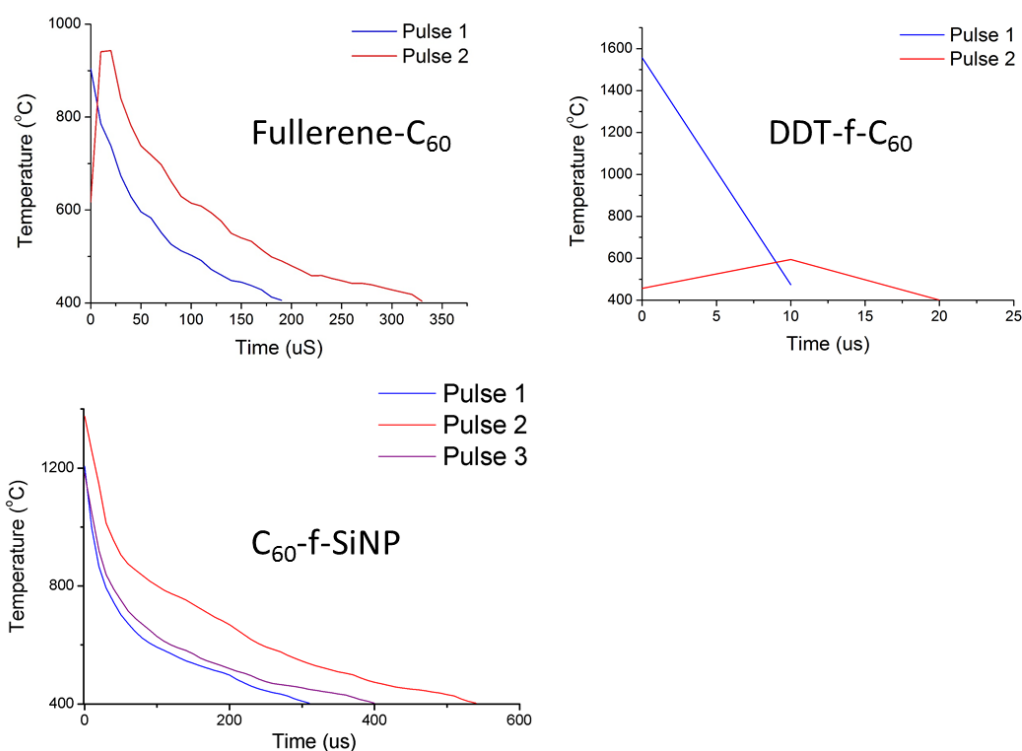 Pulse 1
Pulse 2
Fullerene-C60
Temperature (°C)
1000
800
600
400
0 50 100 150 200 250 300 350
Time (uS)
Pulse 1
Pulse 2
DDT-f-C60
Temperature (°C)
1600
1400
1200
1000
800
600
400
0 5 10 15 20 25
Time (us)
Pulse 1
Pulse 2
Pulse 3
C60-f-SiNP
Temperature (°C)
1200
800
400
0 200 400 600
Time (us)